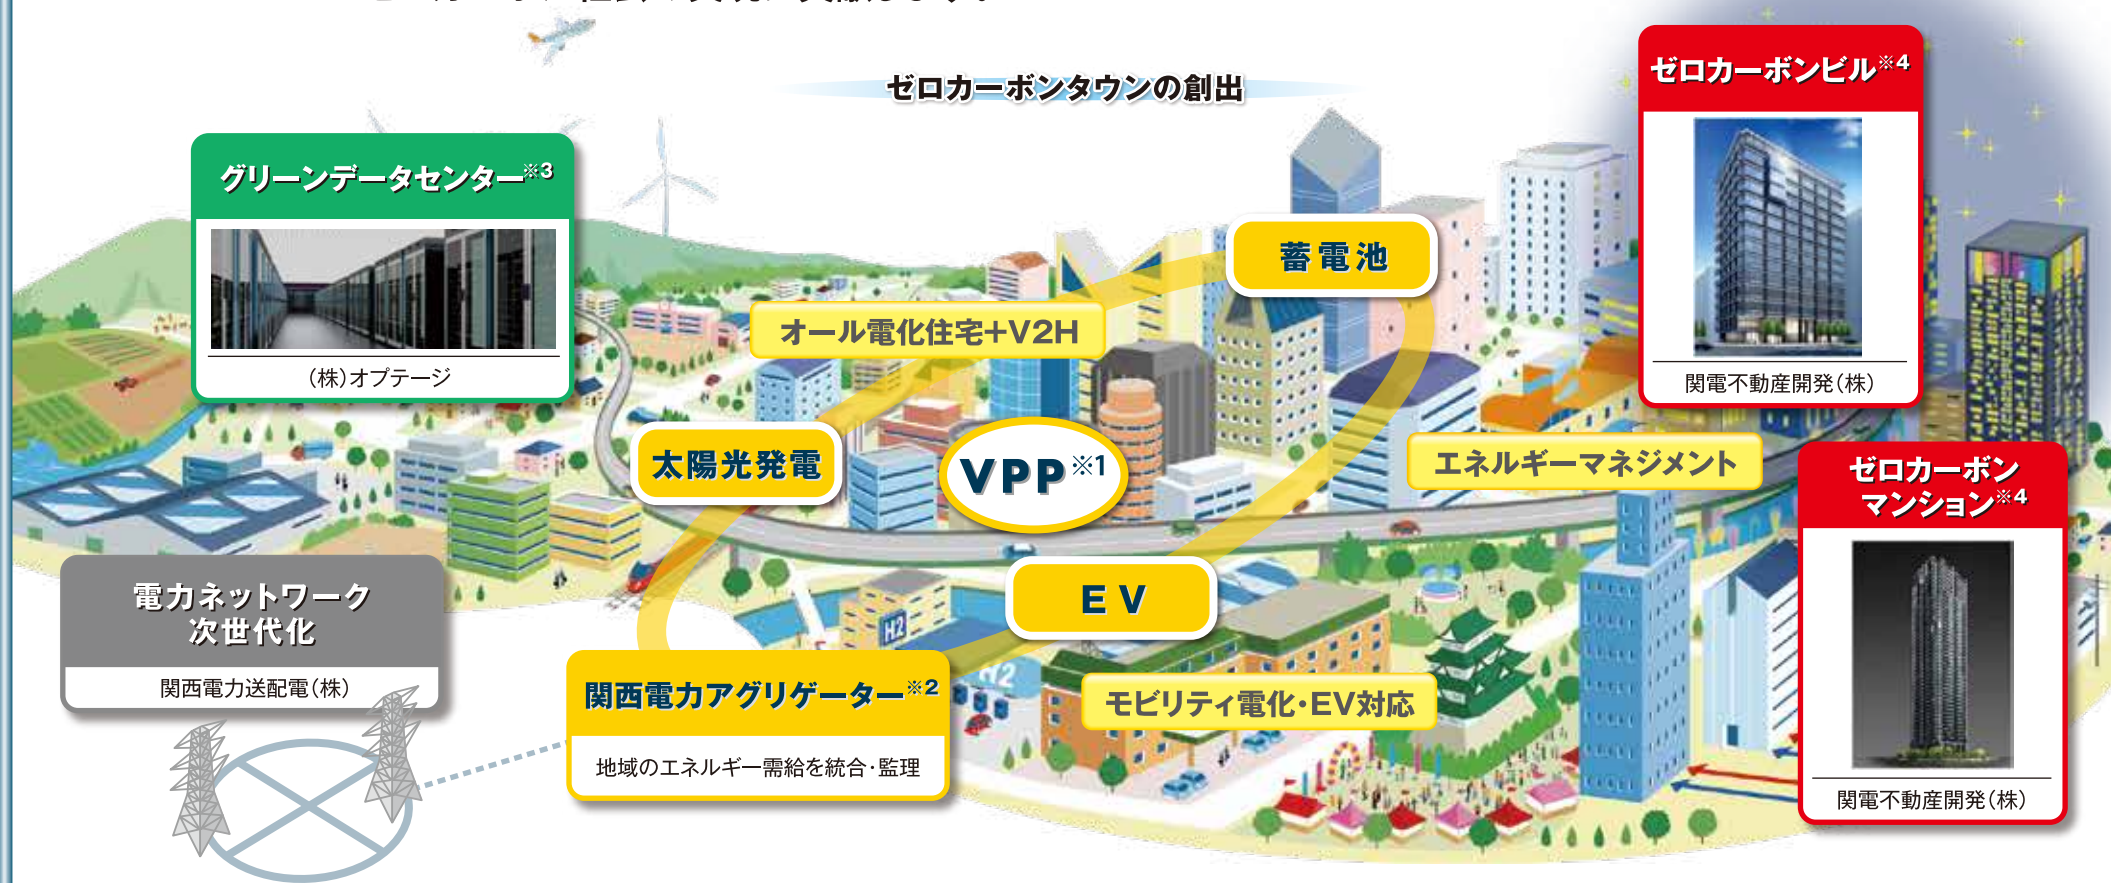 ゼロカーボンタウンの創出
ゼロカーボンビル※4
関電不動産開発(株)
グリーンデータセンター※3
(株)オプテージ
蓄電池
オール電化住宅+V2H
太陽光発電
VPP※1
エネルギーマネジメント
ゼロカーボン
マンション※4
関電不動産開発(株)
EV
電力ネットワーク
次世代化
関西電力送配電(株)
H2
H2
関西電力アグリゲーター※2
地域のエネルギー需給を統合・監理
モビリティ電化・EV対応